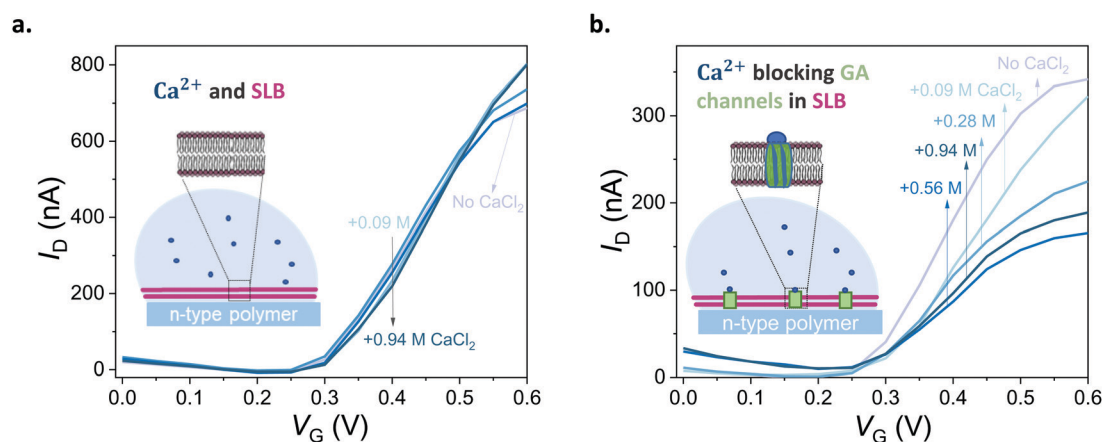 a.
800
600
400
200
0
I_D (nA)
Ca²⁺ and SLB
No CaCl₂
+0.09 M
+0.94 M CaCl₂
n-type polymer
0.0 0.1 0.2 0.3 0.4 0.5 0.6
V_G (V)
b.
300
200
100
0
I_D (nA)
Ca²⁺ blocking GA
channels in SLB
No CaCl₂
+0.09 M CaCl₂
+0.28 M
+0.94 M
+0.56 M
n-type polymer
0.0 0.1 0.2 0.3 0.4 0.5 0.6
V_G (V)